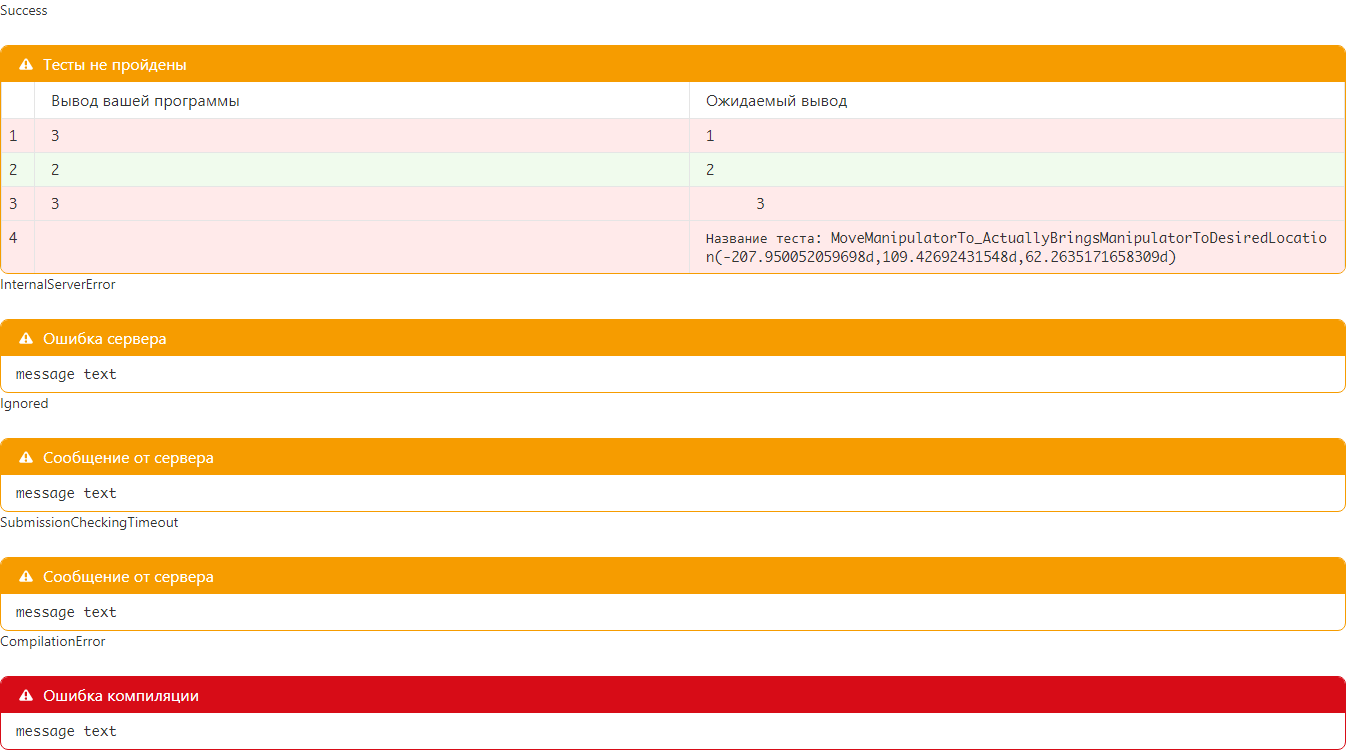 Success
Тесты не пройдены
Вывод вашей программы Ожидаемый вывод
1 3 1
2 2 2
3 3 3
4 Название теста: MoveManipulatorTo_ActuallyBringsManipulatorToDesiredLocatio
n(-207.950052059698d,109.42692431548d,62.2635171658309d)
InternalServerError
Ошибка сервера
message text
Ignored
Сообщение от сервера
message text
SubmissionCheckingTimeout
Сообщение от сервера
message text
CompilationError
Ошибка компиляции
message text